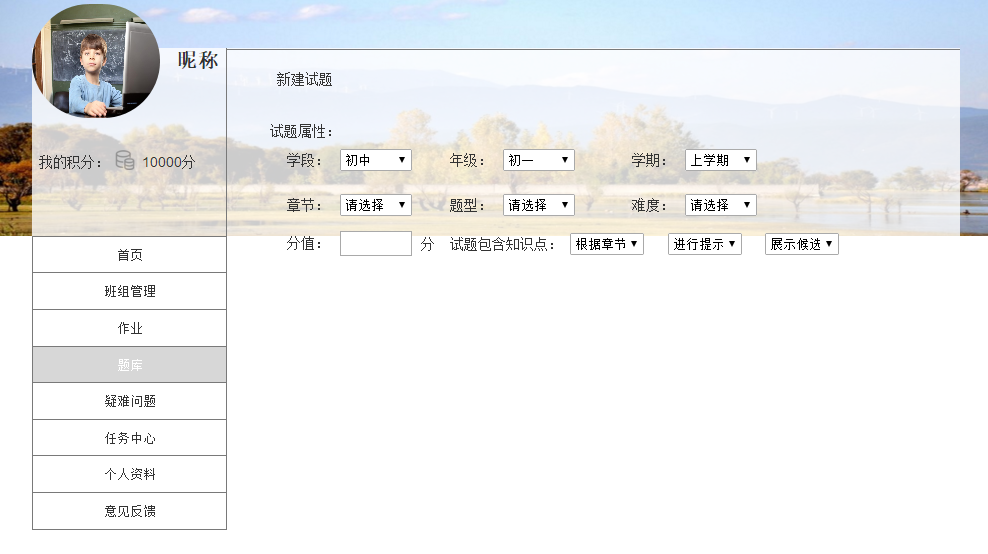 昵称
我的积分： 10000分
首页
班组管理
作业
题库
疑难问题
任务中心
个人资料
意见反馈
新建试题
试题属性：
学段： 初中 年级： 初一 学期： 上学期
章节： 请选择 题型： 请选择 难度： 请选择
分值： 分 试题包含知识点： 根据章节 进行提示 展示候选